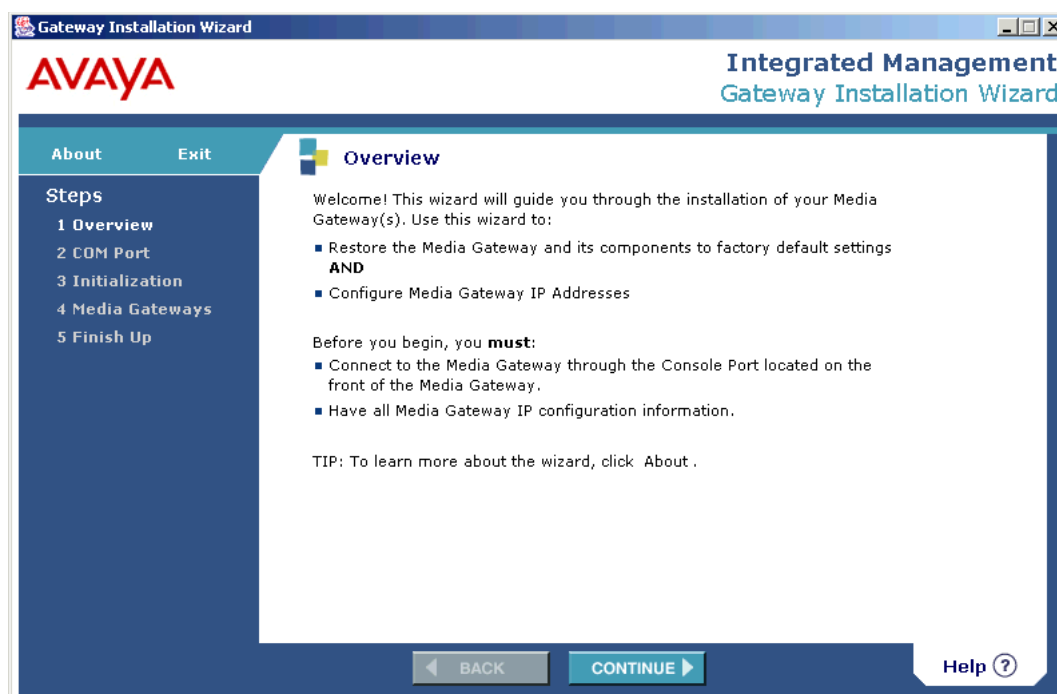 Gateway Installation Wizard
AVAYA
Integrated Management
Gateway Installation Wizard
About Exit
Steps
1 Overview
2 COM Port
3 Initialization
4 Media Gateways
5 Finish Up
Overview
Welcome! This wizard will guide you through the installation of your Media
Gateway(s). Use this wizard to:
Restore the Media Gateway and its components to factory default settings
AND
Configure Media Gateway IP Addresses
Before you begin, you must:
Connect to the Media Gateway through the Console Port located on the
front of the Media Gateway.
Have all Media Gateway IP configuration information.
TIP: To learn more about the wizard, click About .
BACK
CONTINUE
Help ?